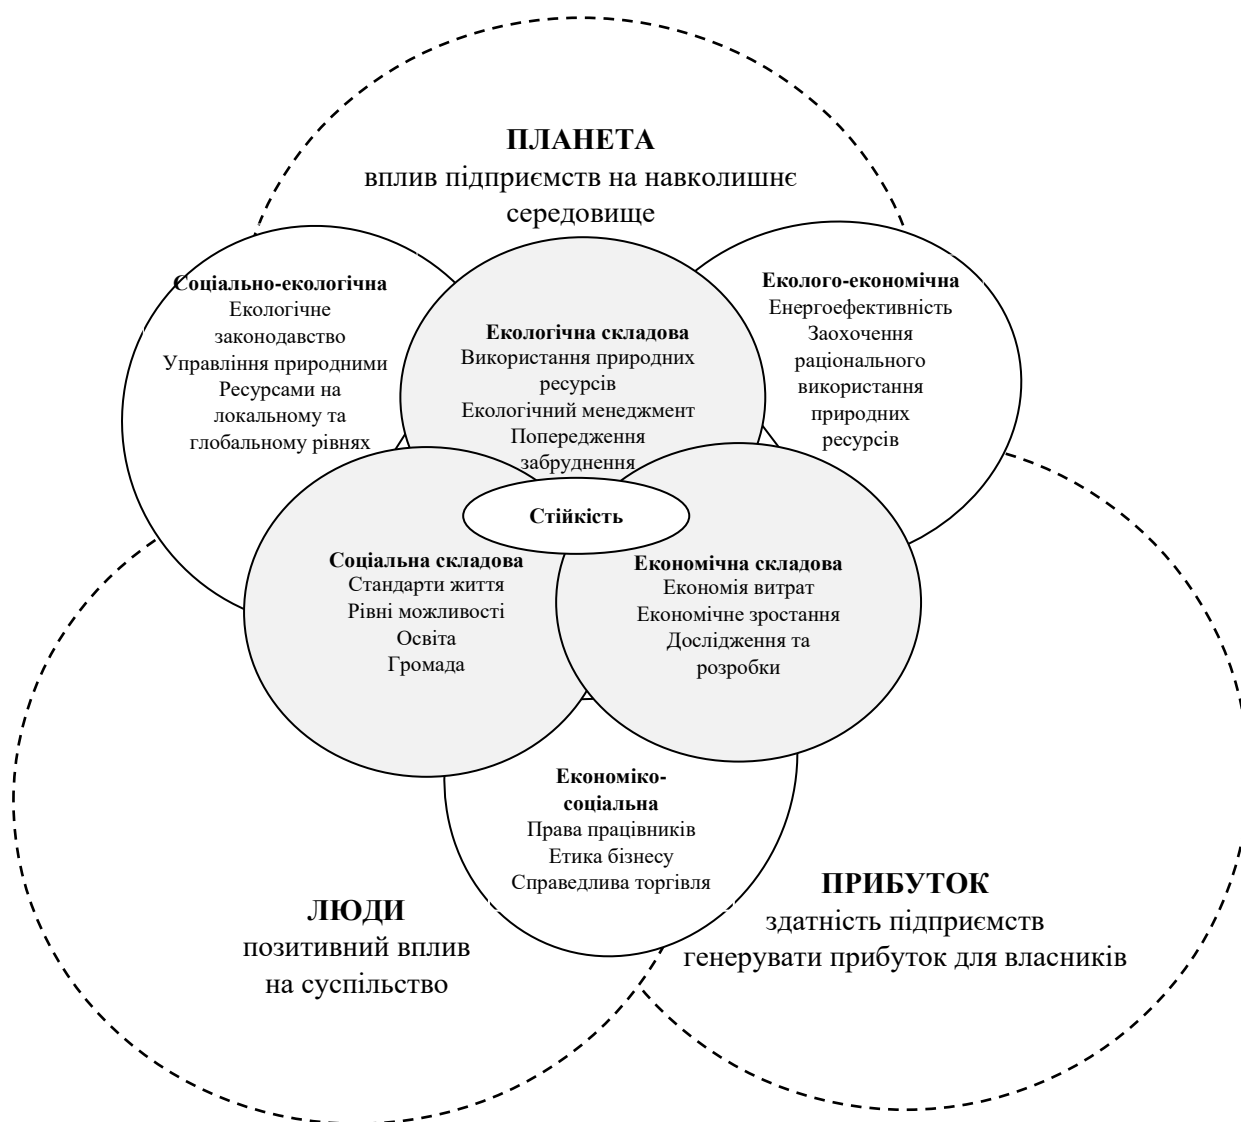 ПЛАНЕТА
вплив підприємств на навколишнє
середовище
Соціально-екологічна
Екологічне
законодавство
Управління природними
Ресурсами на
локальному та
глобальному рівнях
Екологічна складова
Використання природних
ресурсів
Екологічний менеджмент
Попередження
забруднення
Еколого-економічна
Енергоефективність
Заохочення
раціонального
використання
природних
ресурсів
Стійкість
Соціальна складова
Стандарти життя
Рівні можливості
Освіта
Громада
Економічна складова
Економія витрат
Економічне зростання
Дослідження та
розробки
Економіко-
соціальна
Права працівників
Етика бізнесу
Справедлива торгівля
ЛЮДИ
позитивний вплив
на суспільство
ПРИБУТОК
здатність підприємств
генерувати прибуток для власників